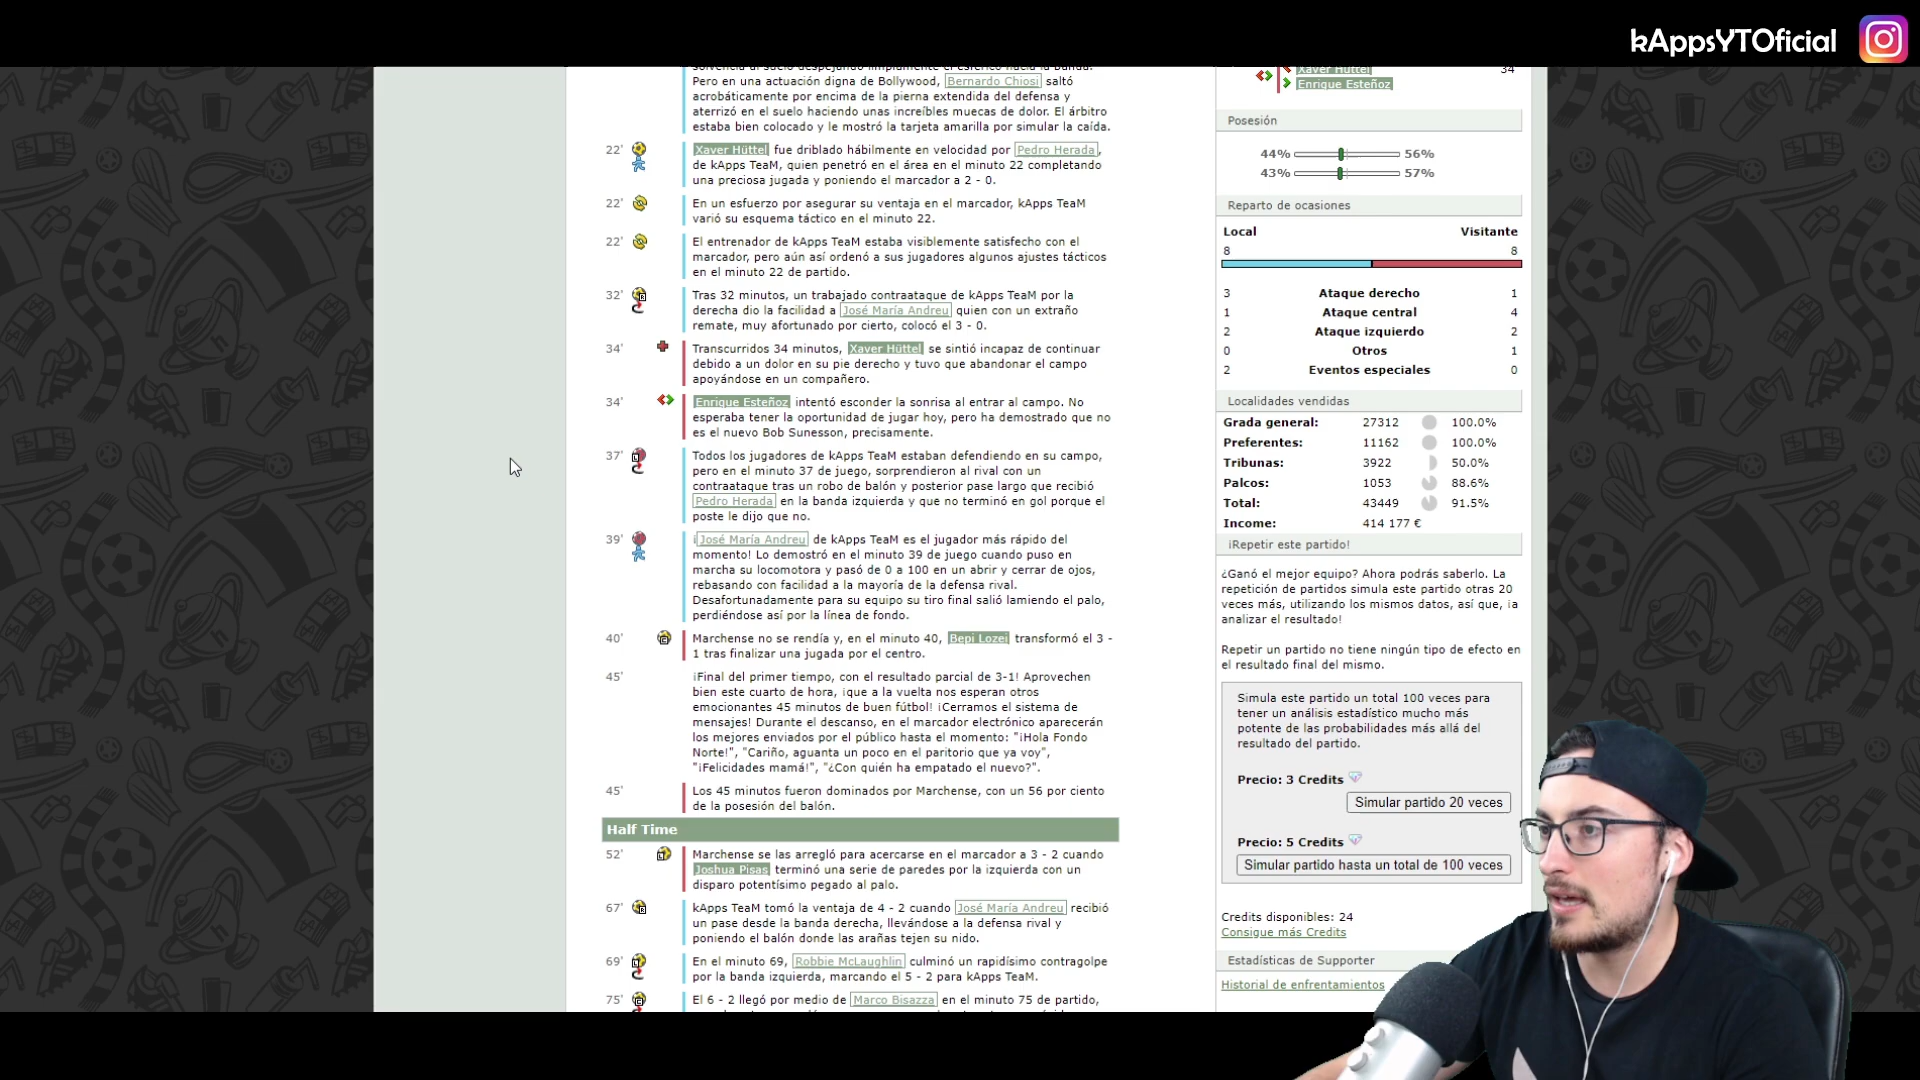 kAppsYTOficial
Pero en una actuación digna de Bollywood, Bernardo Chiosi saltó
acrobáticamente por encima de la pierna extendida del defensa y
aterrizó en el suelo haciendo unas increíbles muecas de dolor. El árbitro
estaba bien colocado y le mostró la tarjeta amarilla por simular la caída.
22' Xaver Hüttel fue driblado hábilmente en velocidad por Pedro Herada,
de kApps TeaM, quien penetró en el área en el minuto 22 completando
una preciosa jugada y poniendo el marcador a 2 - 0.
22' En un esfuerzo por asegurar su ventaja en el marcador, kApps TeaM
varió su esquema táctico en el minuto 22.
22' El entrenador de kApps TeaM estaba visiblemente satisfecho con el
marcador, pero aún así ordenó a sus jugadores algunos ajustes tácticos
en el minuto 22 de partido.
32' Tras 32 minutos, un trabajado contraataque de kApps TeaM por la
derecha dio la facilidad a José María Andreu quien con un extraño
remate, muy afortunado por cierto, colocó el 3 - 0.
34' Transcurridos 34 minutos, Xaver Hüttel se sintió incapaz de continuar
debido a un dolor en su pie derecho y tuvo que abandonar el campo
apoyándose en un compañero.
34' Enrique Esteñoz intentó esconder la sonrisa al entrar al campo. No
esperaba tener la oportunidad de jugar hoy, pero ha demostrado que no
es el nuevo Bob Sunesson, precisamente.
37' Todos los jugadores de kApps TeaM estaban defendiendo en su campo,
pero en el minuto 37 de juego, sorprendieron al rival con un
contraataque tras un robo de balón y posterior pase largo que recibió
Pedro Herada en la banda izquierda y que no terminó en gol porque el
poste le dijo que no.
39' ¡José María Andreu de kApps TeaM es el jugador más rápido del
momento! Lo demostró en el minuto 39 de juego cuando puso en
marcha su locomotora y pasó de 0 a 100 en un abrir y cerrar de ojos,
rebasando con facilidad a la mayoría de la defensa rival.
Desafortunadamente para su equipo su tiro final salió lamiendo el palo,
perdiéndose así por la línea de fondo.
40' Marchense no se rendía y, en el minuto 40, Bepi Lozei transformó el 3 -
1 tras finalizar una jugada por el centro.
45' ¡Final del primer tiempo, con el resultado parcial de 3-1! Aprovechen
bien este cuarto de hora, ¡que a la vuelta nos esperan otros
emocionantes 45 minutos de buen fútbol! ¡Cerramos el sistema de
mensajes! Durante el descanso, en el marcador electrónico aparecerán
los mejores enviados por el público hasta el momento: "¡Hola Fondo
Norte!", "Cariño, aguanta un poco en el paritorio que ya voy",
"¡Felicidades mamá!", "¿Con quién ha empatado el nuevo?".
45' Los 45 minutos fueron dominados por Marchense, con un 56 por ciento
de la posesión del balón.
Half Time
52' Marchense se las arregló para acercarse en el marcador a 3 - 2 cuando
Joshua Pisas terminó una serie de paredes por la izquierda con un
disparo potentísimo pegado al palo.
67' kApps TeaM tomó la ventaja de 4 - 2 cuando José María Andreu recibió
un pase desde la banda derecha, llevándose a la defensa rival y
poniendo el balón donde las arañas tejen su nido.
69' En el minuto 69, Robbie McLaughlin culminó un rapidísimo contragolpe
por la banda izquierda, marcando el 5 - 2 para kApps TeaM.
75' El 6 - 2 llegó por medio de Marco Bisazza en el minuto 75 de partido,
Xaver Hüttel 34
Enrique Esteñoz
Posesión
44% 56%
43% 57%
Reparto de ocasiones
Local Visitante
8 8
3 Ataque derecho 1
1 Ataque central 4
2 Ataque izquierdo 2
0 Otros 1
2 Eventos especiales 0
Localidades vendidas
Grada general: 27312 100.0%
Preferentes: 11162 100.0%
Tribunas: 3922 50.0%
Palcos: 1053 88.6%
Total: 43449 91.5%
Income: 414 177 €
¡Repetir este partido!
¿Ganó el mejor equipo? Ahora podrás saberlo. La
repetición de partidos simula este partido otras 20
veces más, utilizando los mismos datos, así que, ¡a
analizar el resultado!
Repetir un partido no tiene ningún tipo de efecto en
el resultado final del mismo.
Simula este partido un total 100 veces para
tener un análisis estadístico mucho más
potente de las probabilidades más allá del
resultado del partido.
Precio: 3 Credits
Simular partido 20 veces
Precio: 5 Credits
Simular partido hasta un total de 100 veces
Credits disponibles: 24
Consigue más Credits
Estadísticas de Supporter
Historial de enfrentamientos